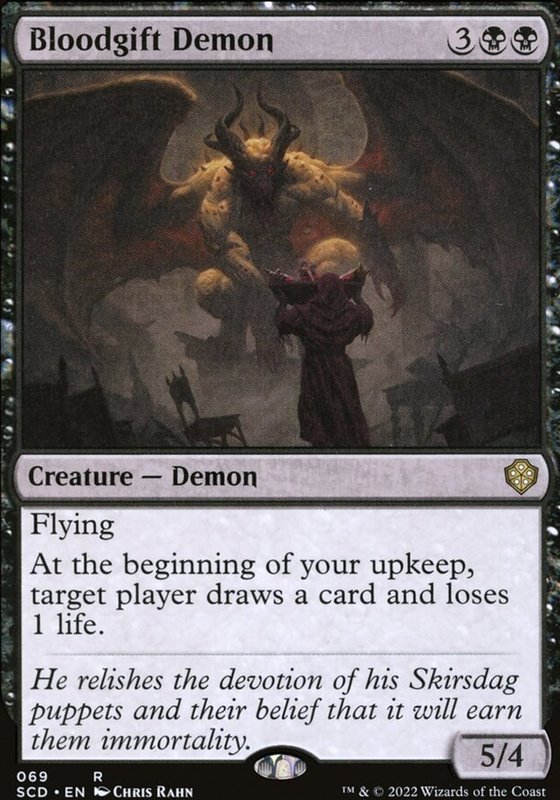 Bloodgift Demon 3
Creature — Demon
Flying
At the beginning of your upkeep,
target player draws a card and loses
1 life.
He relishes the devotion of his Skirsdag
puppets and their belief that it will earn
them immortality.
5/4
069 R
SCD • EN Chris Rahn
™ & © 2022 Wizards of the Coast